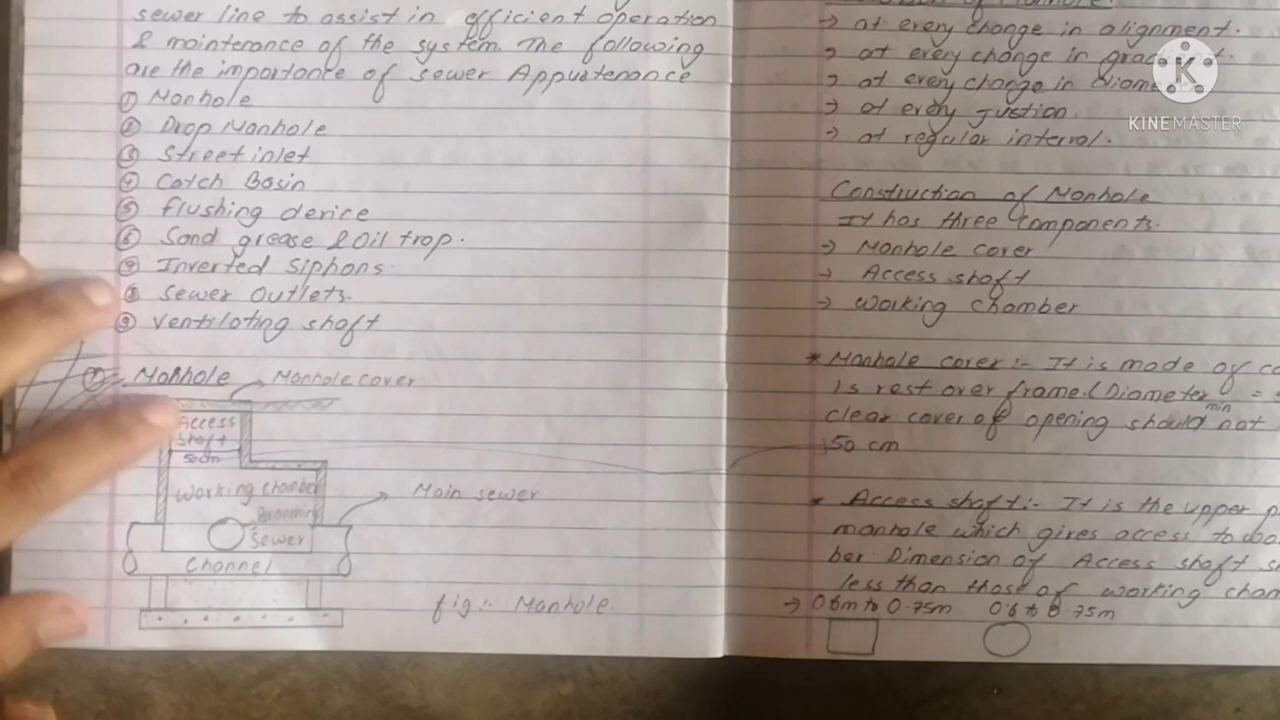 sewer line to assist in efficient operation
& maintenance of the system. The following
are the importance of sewer Appurtenance
① Manhole
② Drop Manhole
③ Street inlet
④ Catch Basin
⑤ flushing device
⑥ Sand grease & Oil trap.
⑦ Inverted Siphons.
⑧ Sewer Outlets.
⑨ Ventilating shaft
① Manhole
Manhole cover
Access
shaft
50cm
Working chamber
Main sewer
Branning
sewer
Channel
fig:- Manhole.
→ at every change in alignment.
→ at every change in
→ at every change in
→ at every Justion.
→ at regular interval.
KINEMASTER
Construction of Manhole
It has three components.
→ Manhole cover
→ Access shaft
→ Working chamber
* Manhole cover :- It is made of
is rest over frame. (Diameter min =
clear cover of opening should not
50 cm
* Access shaft:- It is the upper
manhole which gives access to
ber. Dimension of Access shaft
less than those of working
→ 0.6m to 0.75m 0.6 to 0.75m